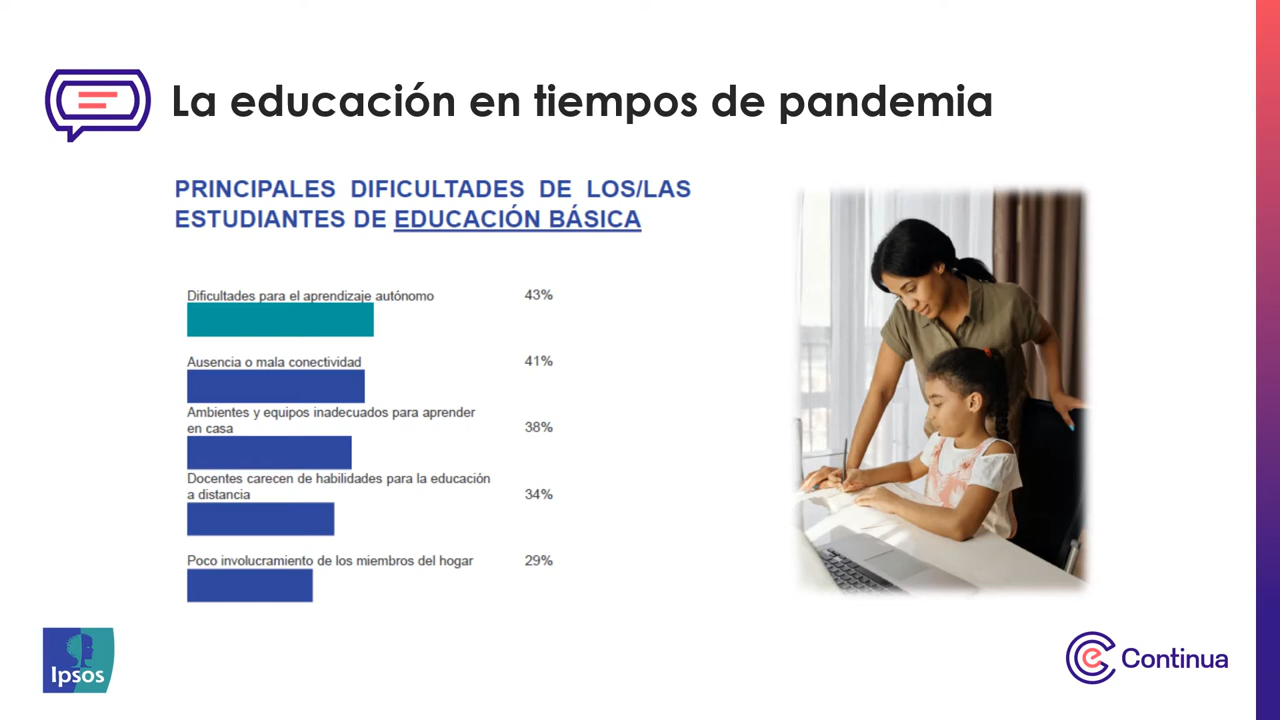 La educación en tiempos de pandemia
PRINCIPALES DIFICULTADES DE LOS/LAS
ESTUDIANTES DE EDUCACIÓN BÁSICA
Dificultades para el aprendizaje autónomo 43%
Ausencia o mala conectividad 41%
Ambientes y equipos inadecuados para aprender
en casa 38%
Docentes carecen de habilidades para la educación
a distancia 34%
Poco involucramiento de los miembros del hogar 29%
Ipsos
e Continua